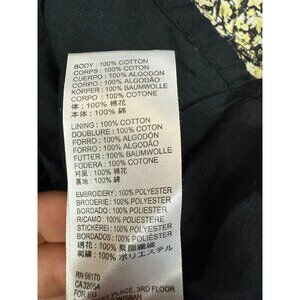 BODY: 100% COTTON
CORPS: 100% COTON
CUERPO: 100% ALGODÓN
CORPO: 100% ALGODÃO
KÖRPER: 100% BAUMWOLLE
CORPO: 100% COTONE
体: 100% 棉花
本体: 100% 綿
LINING: 100% COTTON
DOUBLURE: 100% COTON
FORRO: 100% ALGODÓN
FORRO: 100% ALGODÃO
FUTTER: 100% BAUMWOLLE
FODERA: 100% COTONE
衬里: 100% 棉花
裏地: 100% 綿
EMBROIDERY: 100% POLYESTER
BRODERIE: 100% POLYESTER
BORDADO: 100% POLIÉSTER
RICAMO: 100% POLIESTERE
STICKEREI: 100% POLYESTER
BORDADOS: 100% POLIÉSTER
绣花: 100% 聚酯纤维
刺繍: 100% ポリエステル
RN 66170
CA 32054
FOR
PLACE, 3RD FLOOR